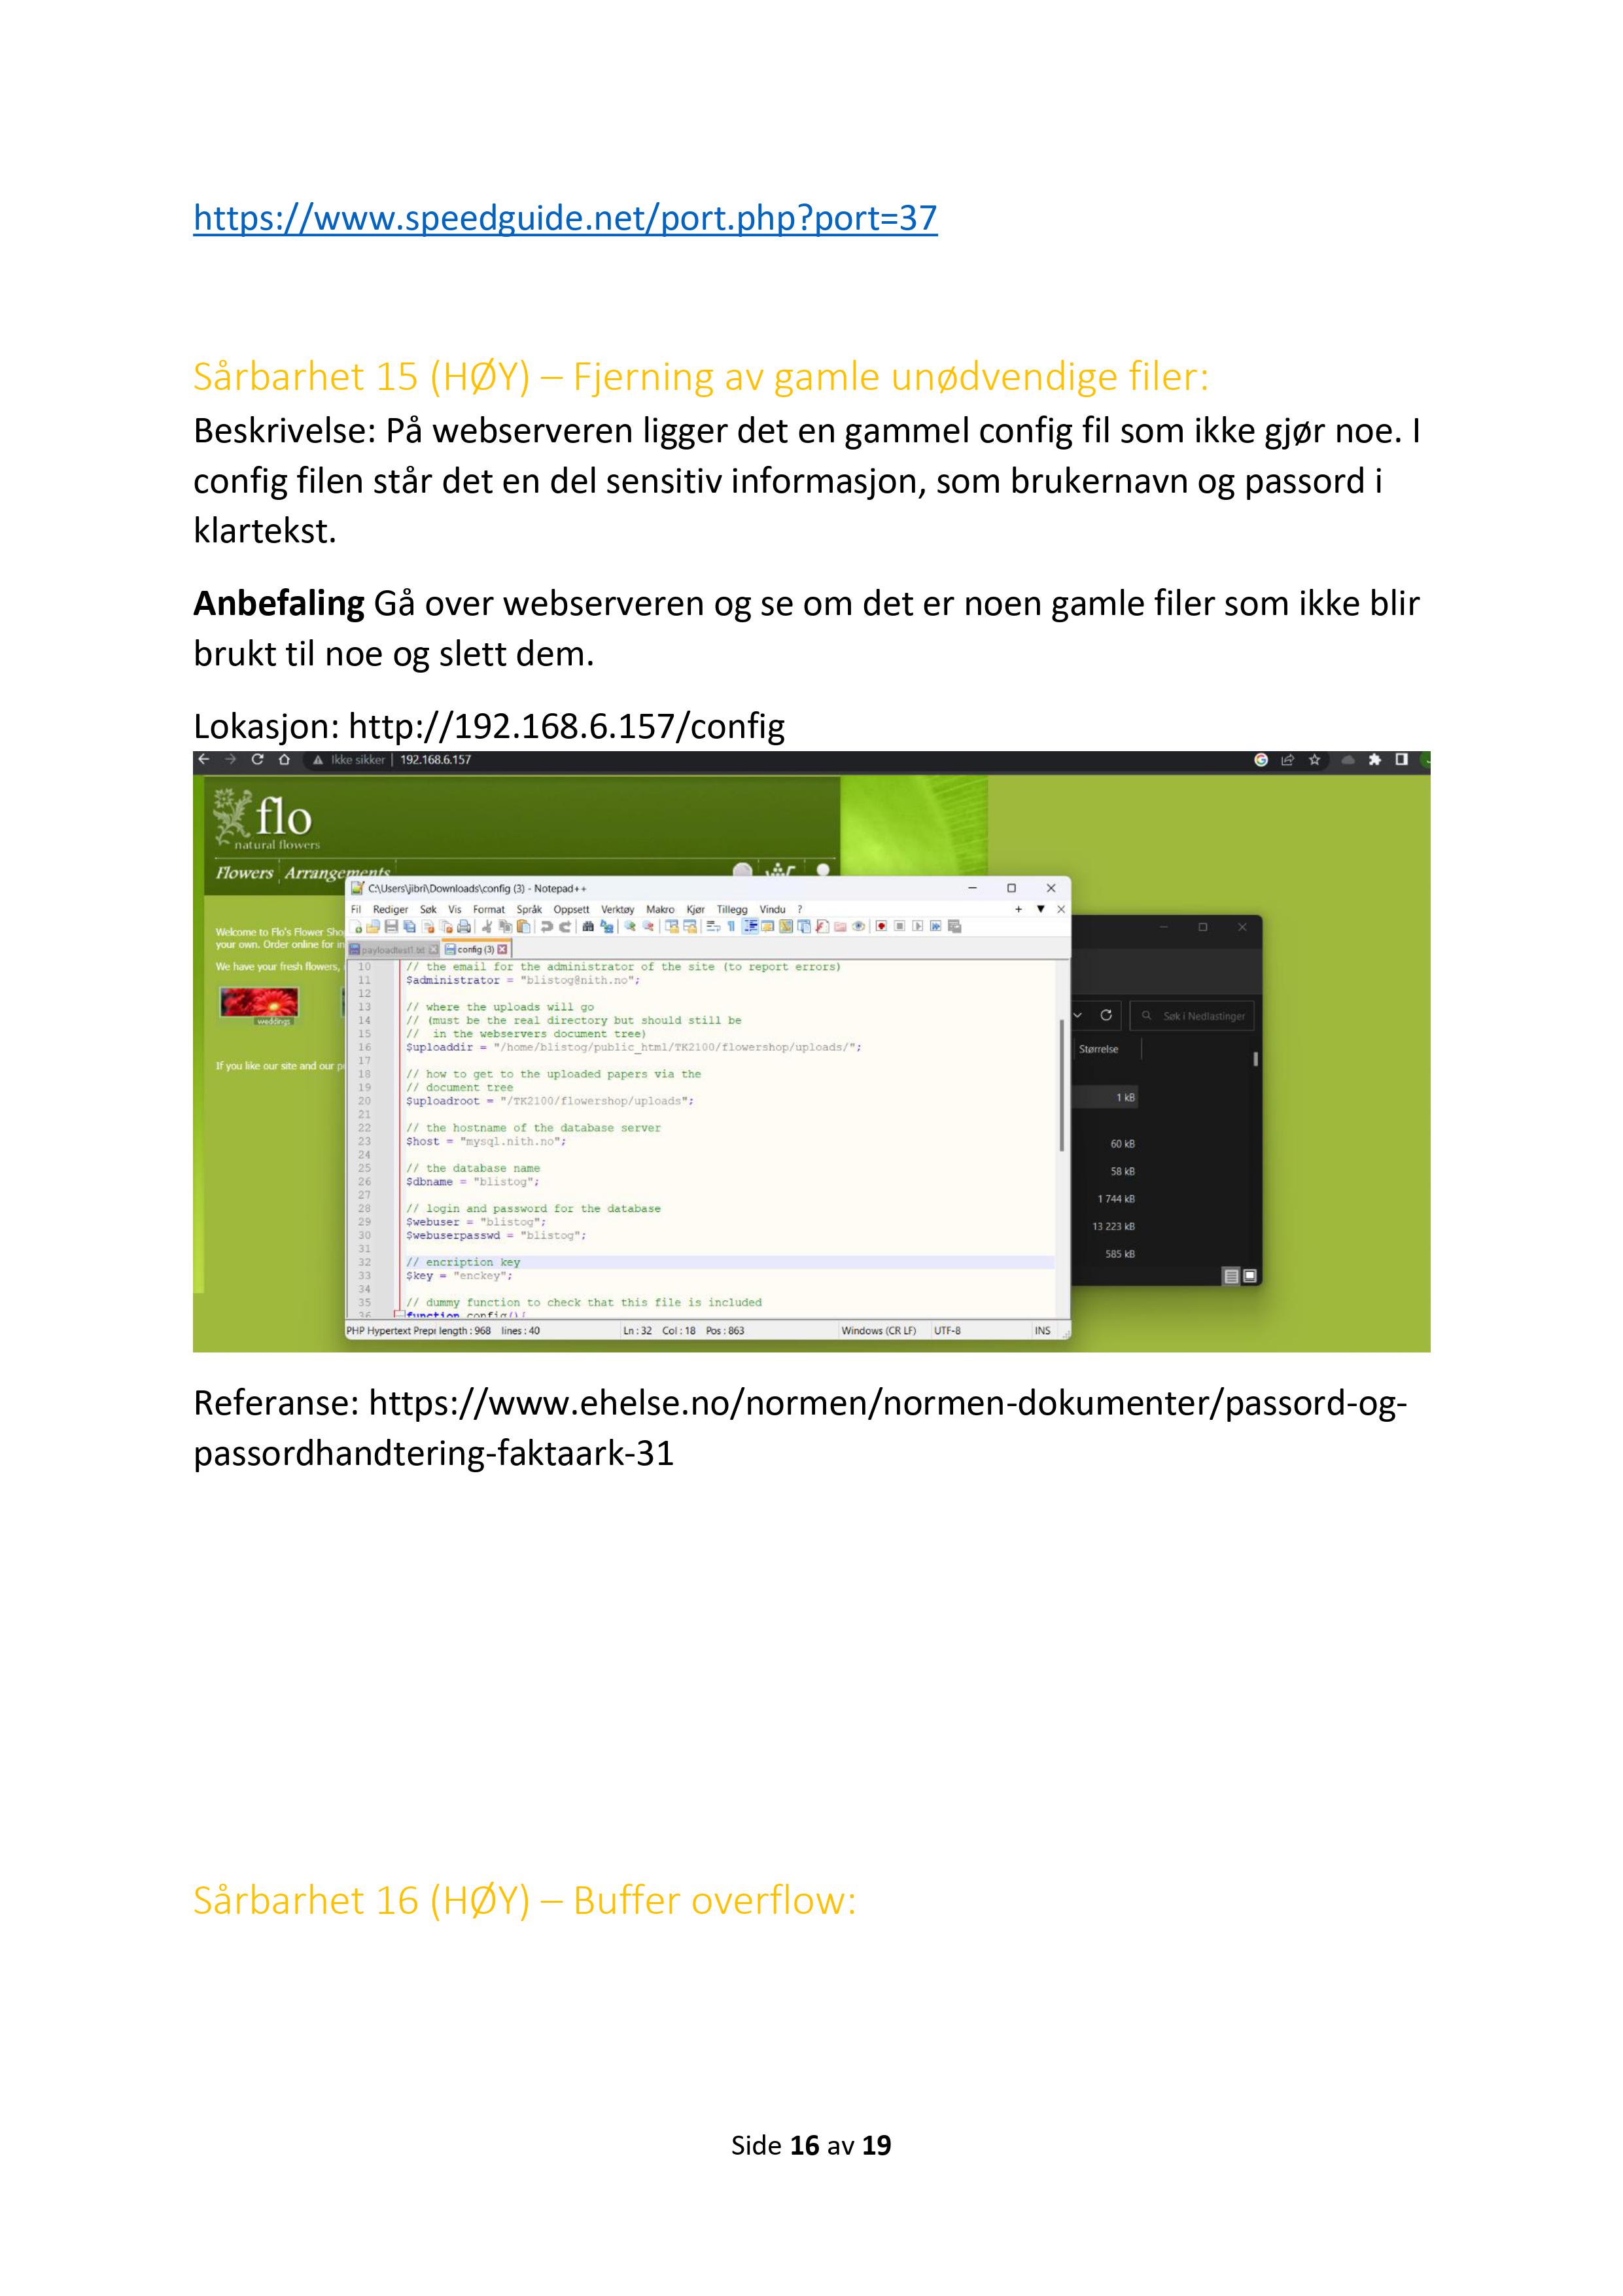 https://www.speedguide.net/port.php?port=37
Sårbarhet 15 (HØY) – Fjerning av gamle unødvendige filer:
Beskrivelse: På webserveren ligger det en gammel config fil som ikke gjør noe. I
config filen står det en del sensitiv informasjon, som brukernavn og passord i
klartekst.
Anbefaling Gå over webserveren og se om det er noen gamle filer som ikke blir
brukt til noe og slett dem.
Lokasjon: http://192.168.6.157/config
Ikke sikker 192.168.6.157
flo
natural flowers
Flowers Arrangements
Welcome to Flo's Flower Sho
your own. Order online for in
We have your fresh flowers,
weddings
If you like our site and our p
C:\Users\jibri\Downloads\config (3) - Notepad++
Fil Rediger Søk Vis Format Språk Oppsett Verktøy Makro Kjør Tillegg Vindu ?
payloadtest1.txt config (3)
10 // the email for the administrator of the site (to report errors)
11 $administrator = "blistog@nith.no";
12
13 // where the uploads will go
14 // (must be the real directory but should still be
15 // in the webservers document tree)
16 $uploaddir = "/home/blistog/public_html/TK2100/flowershop/uploads/";
17
18 // how to get to the uploaded papers via the
19 // document tree
20 $uploadroot = "/TK2100/flowershop/uploads";
21
22 // the hostname of the database server
23 $host = "mysql.nith.no";
24
25 // the database name
26 $dbname = "blistog";
27
28 // login and password for the database
29 $webuser = "blistog";
30 $webuserpasswd = "blistog";
31
32 // encription key
33 $key = "enckey";
34
35 // dummy function to check that this file is included
36 function config(){
PHP Hypertext Prepr length : 968 lines : 40 Ln : 32 Col : 18 Pos : 863 Windows (CR LF) UTF-8 INS
Søk i Nedlastinger
Størrelse
1 kB
60 kB
58 kB
1 744 kB
13 223 kB
585 kB
Referanse: https://www.ehelse.no/normen/normen-dokumenter/passord-og-
passordhandtering-faktaark-31
Sårbarhet 16 (HØY) – Buffer overflow:
Side 16 av 19